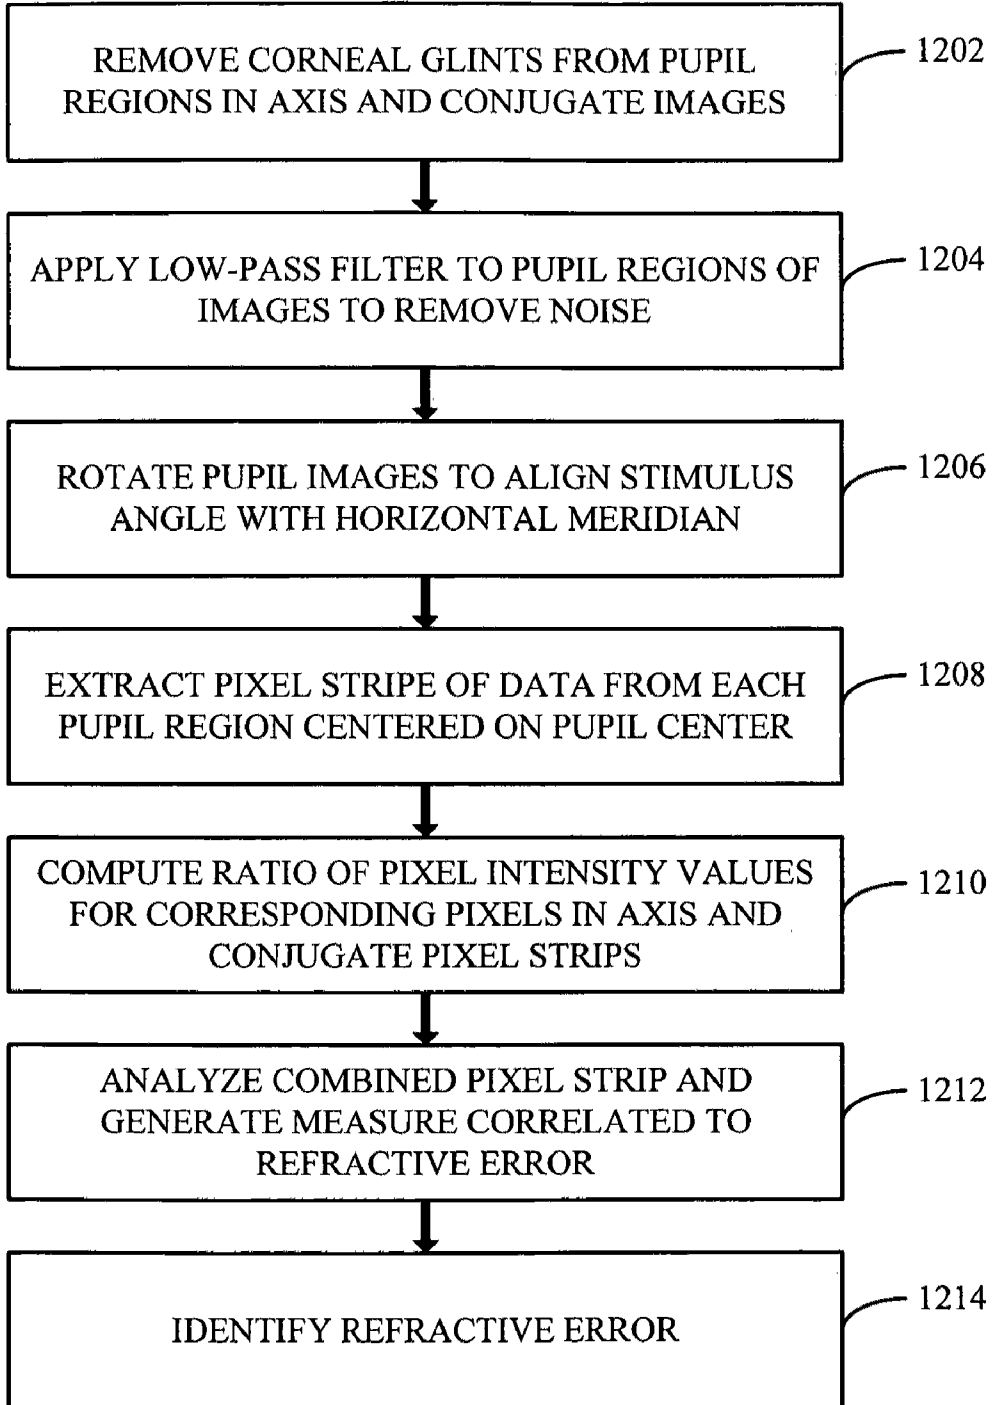 REMOVE CORNEAL GLINTS FROM PUPIL
REGIONS IN AXIS AND CONJUGATE IMAGES
1202
APPLY LOW-PASS FILTER TO PUPIL REGIONS OF
IMAGES TO REMOVE NOISE
1204
ROTATE PUPIL IMAGES TO ALIGN STIMULUS
ANGLE WITH HORIZONTAL MERIDIAN
1206
EXTRACT PIXEL STRIPE OF DATA FROM EACH
PUPIL REGION CENTERED ON PUPIL CENTER
1208
COMPUTE RATIO OF PIXEL INTENSITY VALUES
FOR CORRESPONDING PIXELS IN AXIS AND
CONJUGATE PIXEL STRIPS
1210
ANALYZE COMBINED PIXEL STRIP AND
GENERATE MEASURE CORRELATED TO
REFRACTIVE ERROR
1212
IDENTIFY REFRACTIVE ERROR
1214